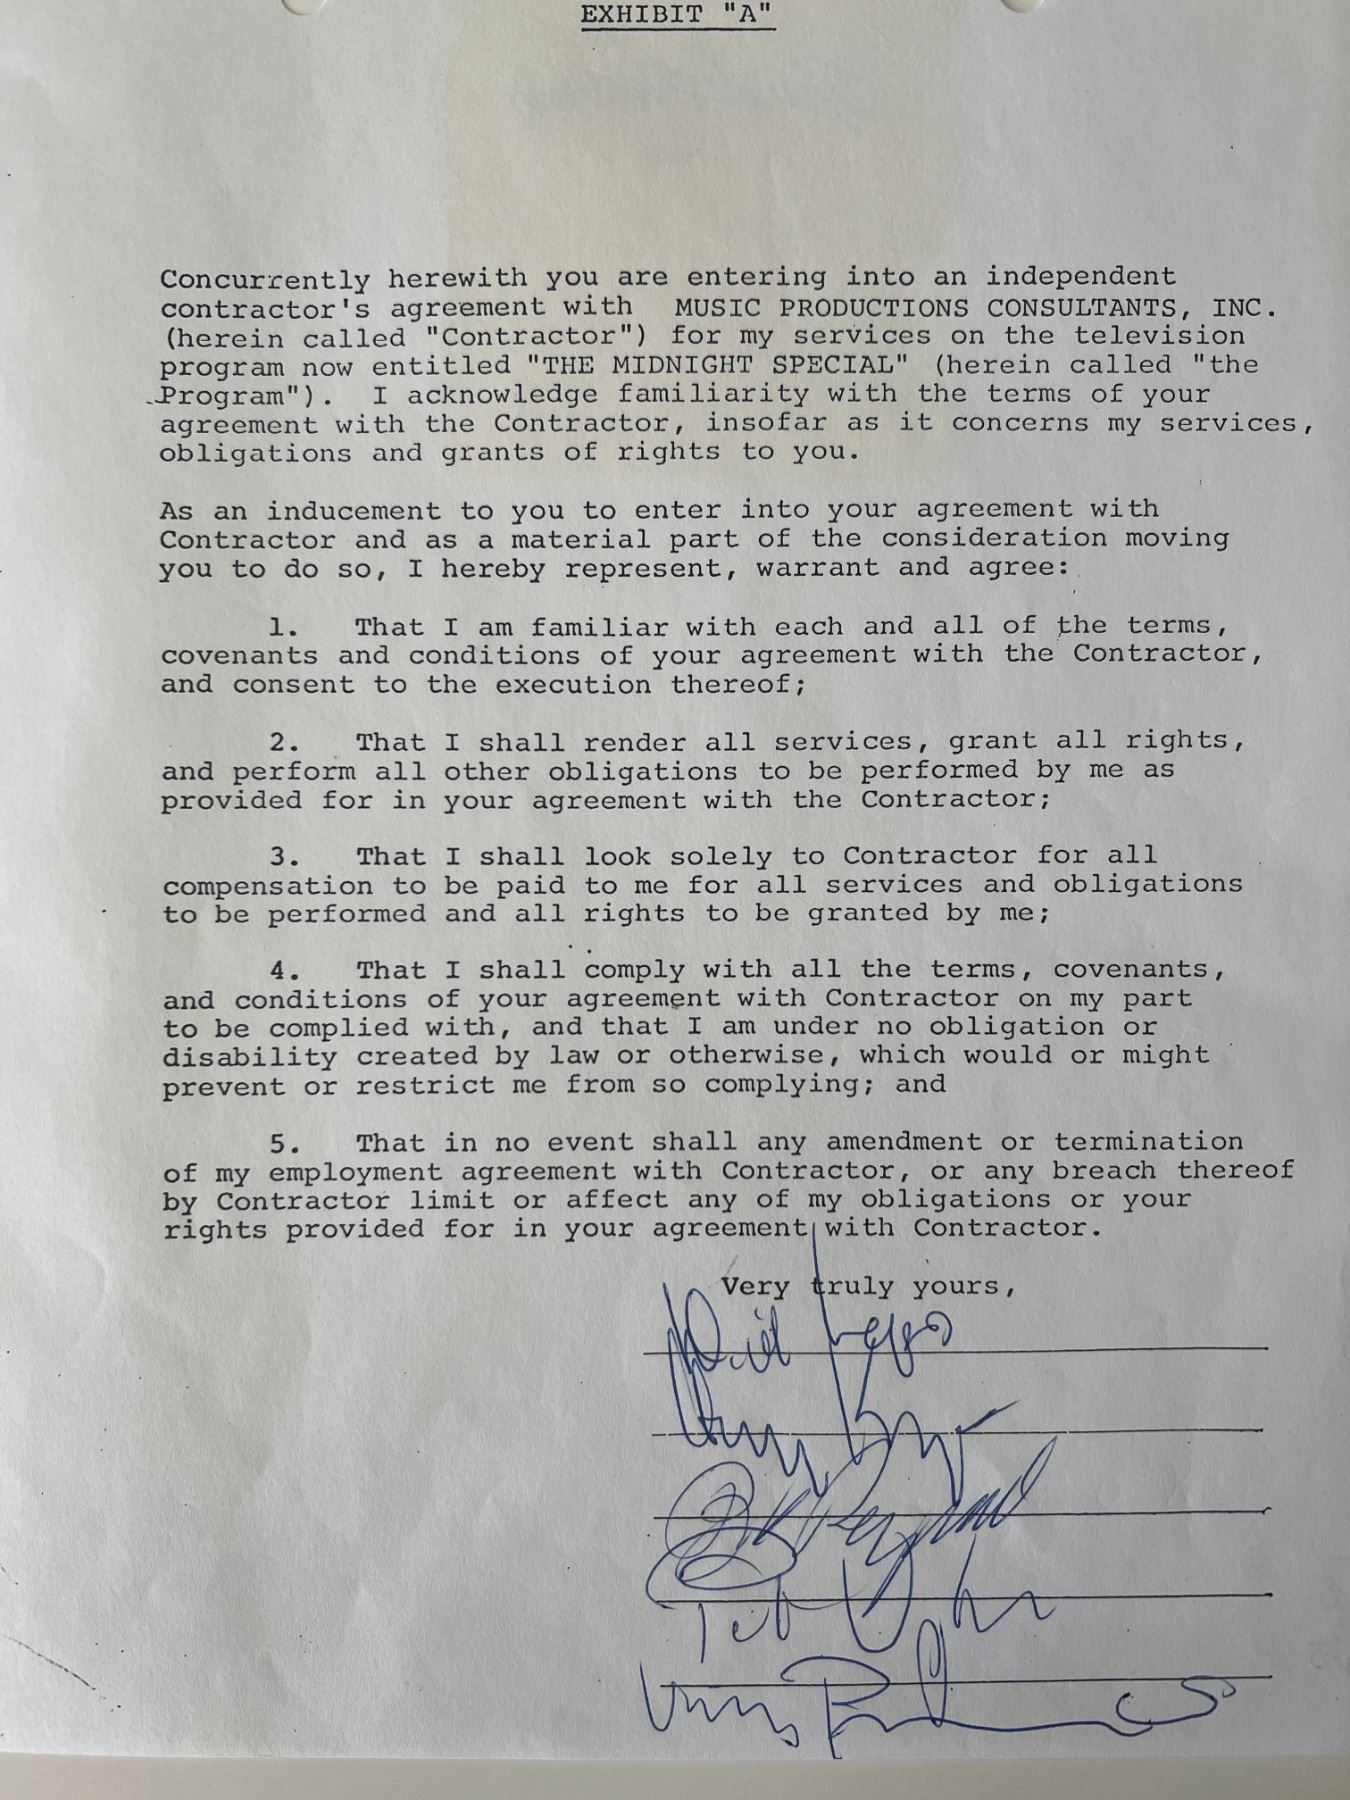 EXHIBIT "A"
Concurrently herewith you are entering into an independent
contractor's agreement with MUSIC PRODUCTIONS CONSULTANTS, INC.
(herein called "Contractor") for my services on the television
program now entitled "THE MIDNIGHT SPECIAL" (herein called "the
Program"). I acknowledge familiarity with the terms of your
agreement with the Contractor, insofar as it concerns my services,
obligations and grants of rights to you.
As an inducement to you to enter into your agreement with
Contractor and as a material part of the consideration moving
you to do so, I hereby represent, warrant and agree:
1. That I am familiar with each and all of the terms,
covenants and conditions of your agreement with the Contractor,
and consent to the execution thereof;
2. That I shall render all services, grant all rights,
and perform all other obligations to be performed by me as
provided for in your agreement with the Contractor;
3. That I shall look solely to Contractor for all
compensation to be paid to me for all services and obligations
to be performed and all rights to be granted by me;
4. That I shall comply with all the terms, covenants,
and conditions of your agreement with Contractor on my part
to be complied with, and that I am under no obligation or
disability created by law or otherwise, which would or might
prevent or restrict me from so complying; and
5. That in no event shall any amendment or termination
of my employment agreement with Contractor, or any breach thereof
by Contractor limit or affect any of my obligations or your
rights provided for in your agreement with Contractor.
Very truly yours,